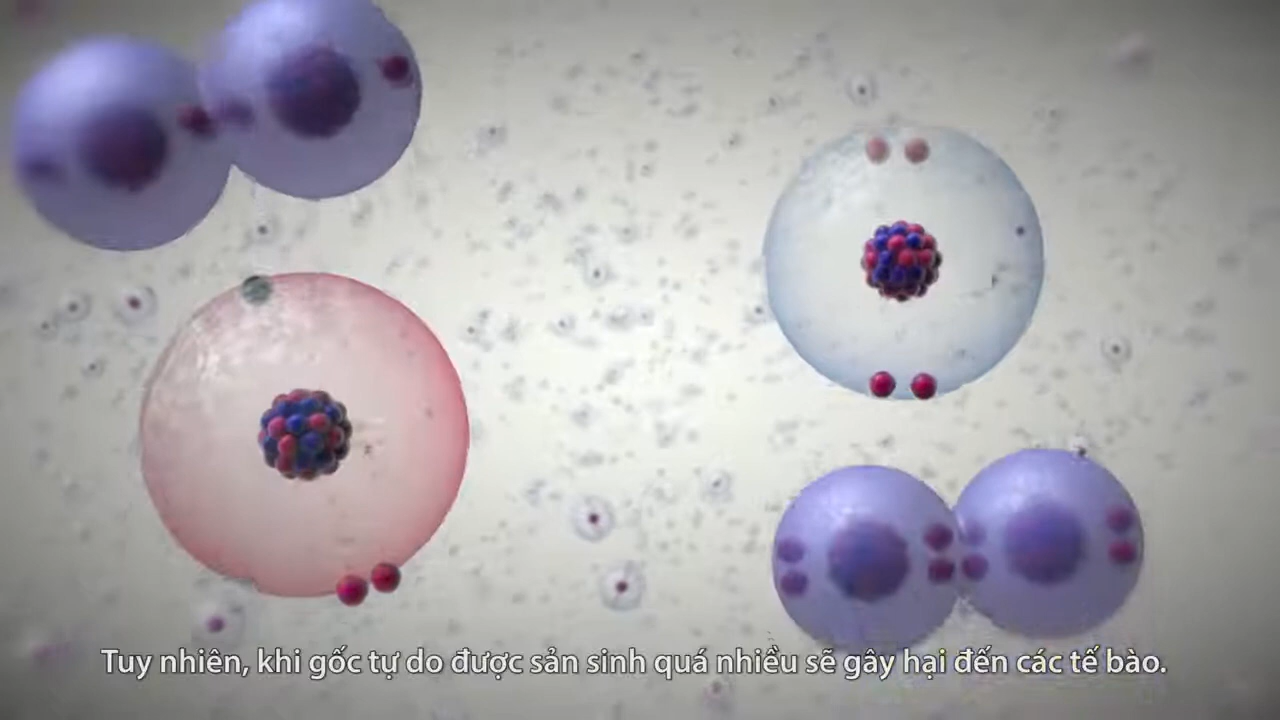 Tuy nhiên, khi gốc tự do được sản sinh quá nhiều sẽ gây hại đến các tế bào.